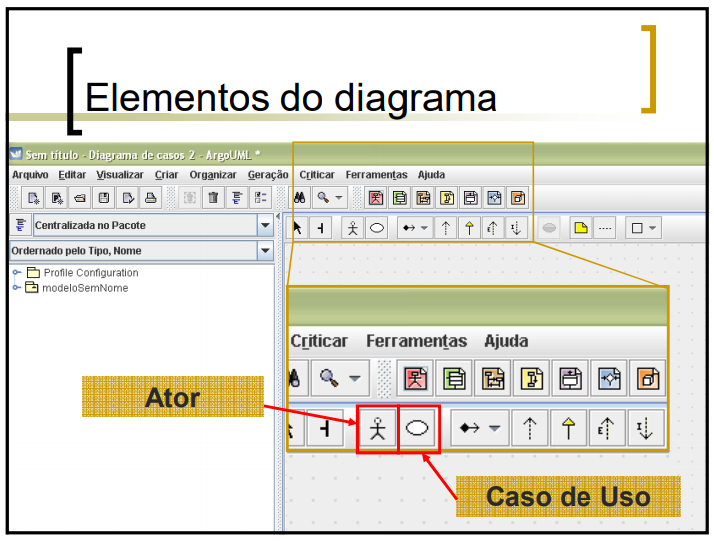 Elementos do diagrama
Sem título - Diagrama de casos 2 - ArgoUML *
Arquivo Editar Visualizar Criar Organizar Geração Criticar Ferramentas Ajuda
Centralizada no Pacote
Ordernado pelo Tipo, Nome
Profile Configuration
modeloSemNome
Criticar Ferramentas Ajuda
Ator
Caso de Uso